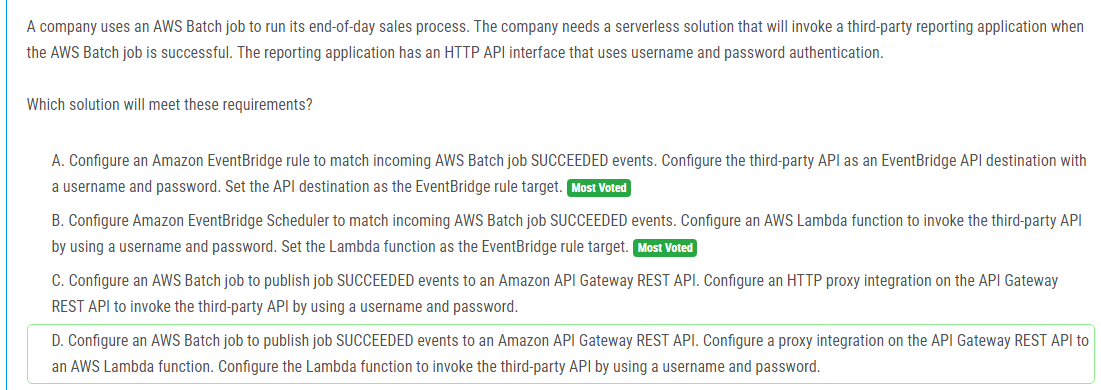 A company uses an AWS Batch job to run its end-of-day sales process. The company needs a serverless solution that will invoke a third-party reporting application when
the AWS Batch job is successful. The reporting application has an HTTP API interface that uses username and password authentication.
Which solution will meet these requirements?
A. Configure an Amazon EventBridge rule to match incoming AWS Batch job SUCCEEDED events. Configure the third-party API as an EventBridge API destination with
a username and password. Set the API destination as the EventBridge rule target. Most Voted
B. Configure Amazon EventBridge Scheduler to match incoming AWS Batch job SUCCEEDED events. Configure an AWS Lambda function to invoke the third-party API
by using a username and password. Set the Lambda function as the EventBridge rule target. Most Voted
C. Configure an AWS Batch job to publish job SUCCEEDED events to an Amazon API Gateway REST API. Configure an HTTP proxy integration on the API Gateway
REST API to invoke the third-party API by using a username and password.
D. Configure an AWS Batch job to publish job SUCCEEDED events to an Amazon API Gateway REST API. Configure a proxy integration on the API Gateway REST API to
an AWS Lambda function. Configure the Lambda function to invoke the third-party API by using a username and password.